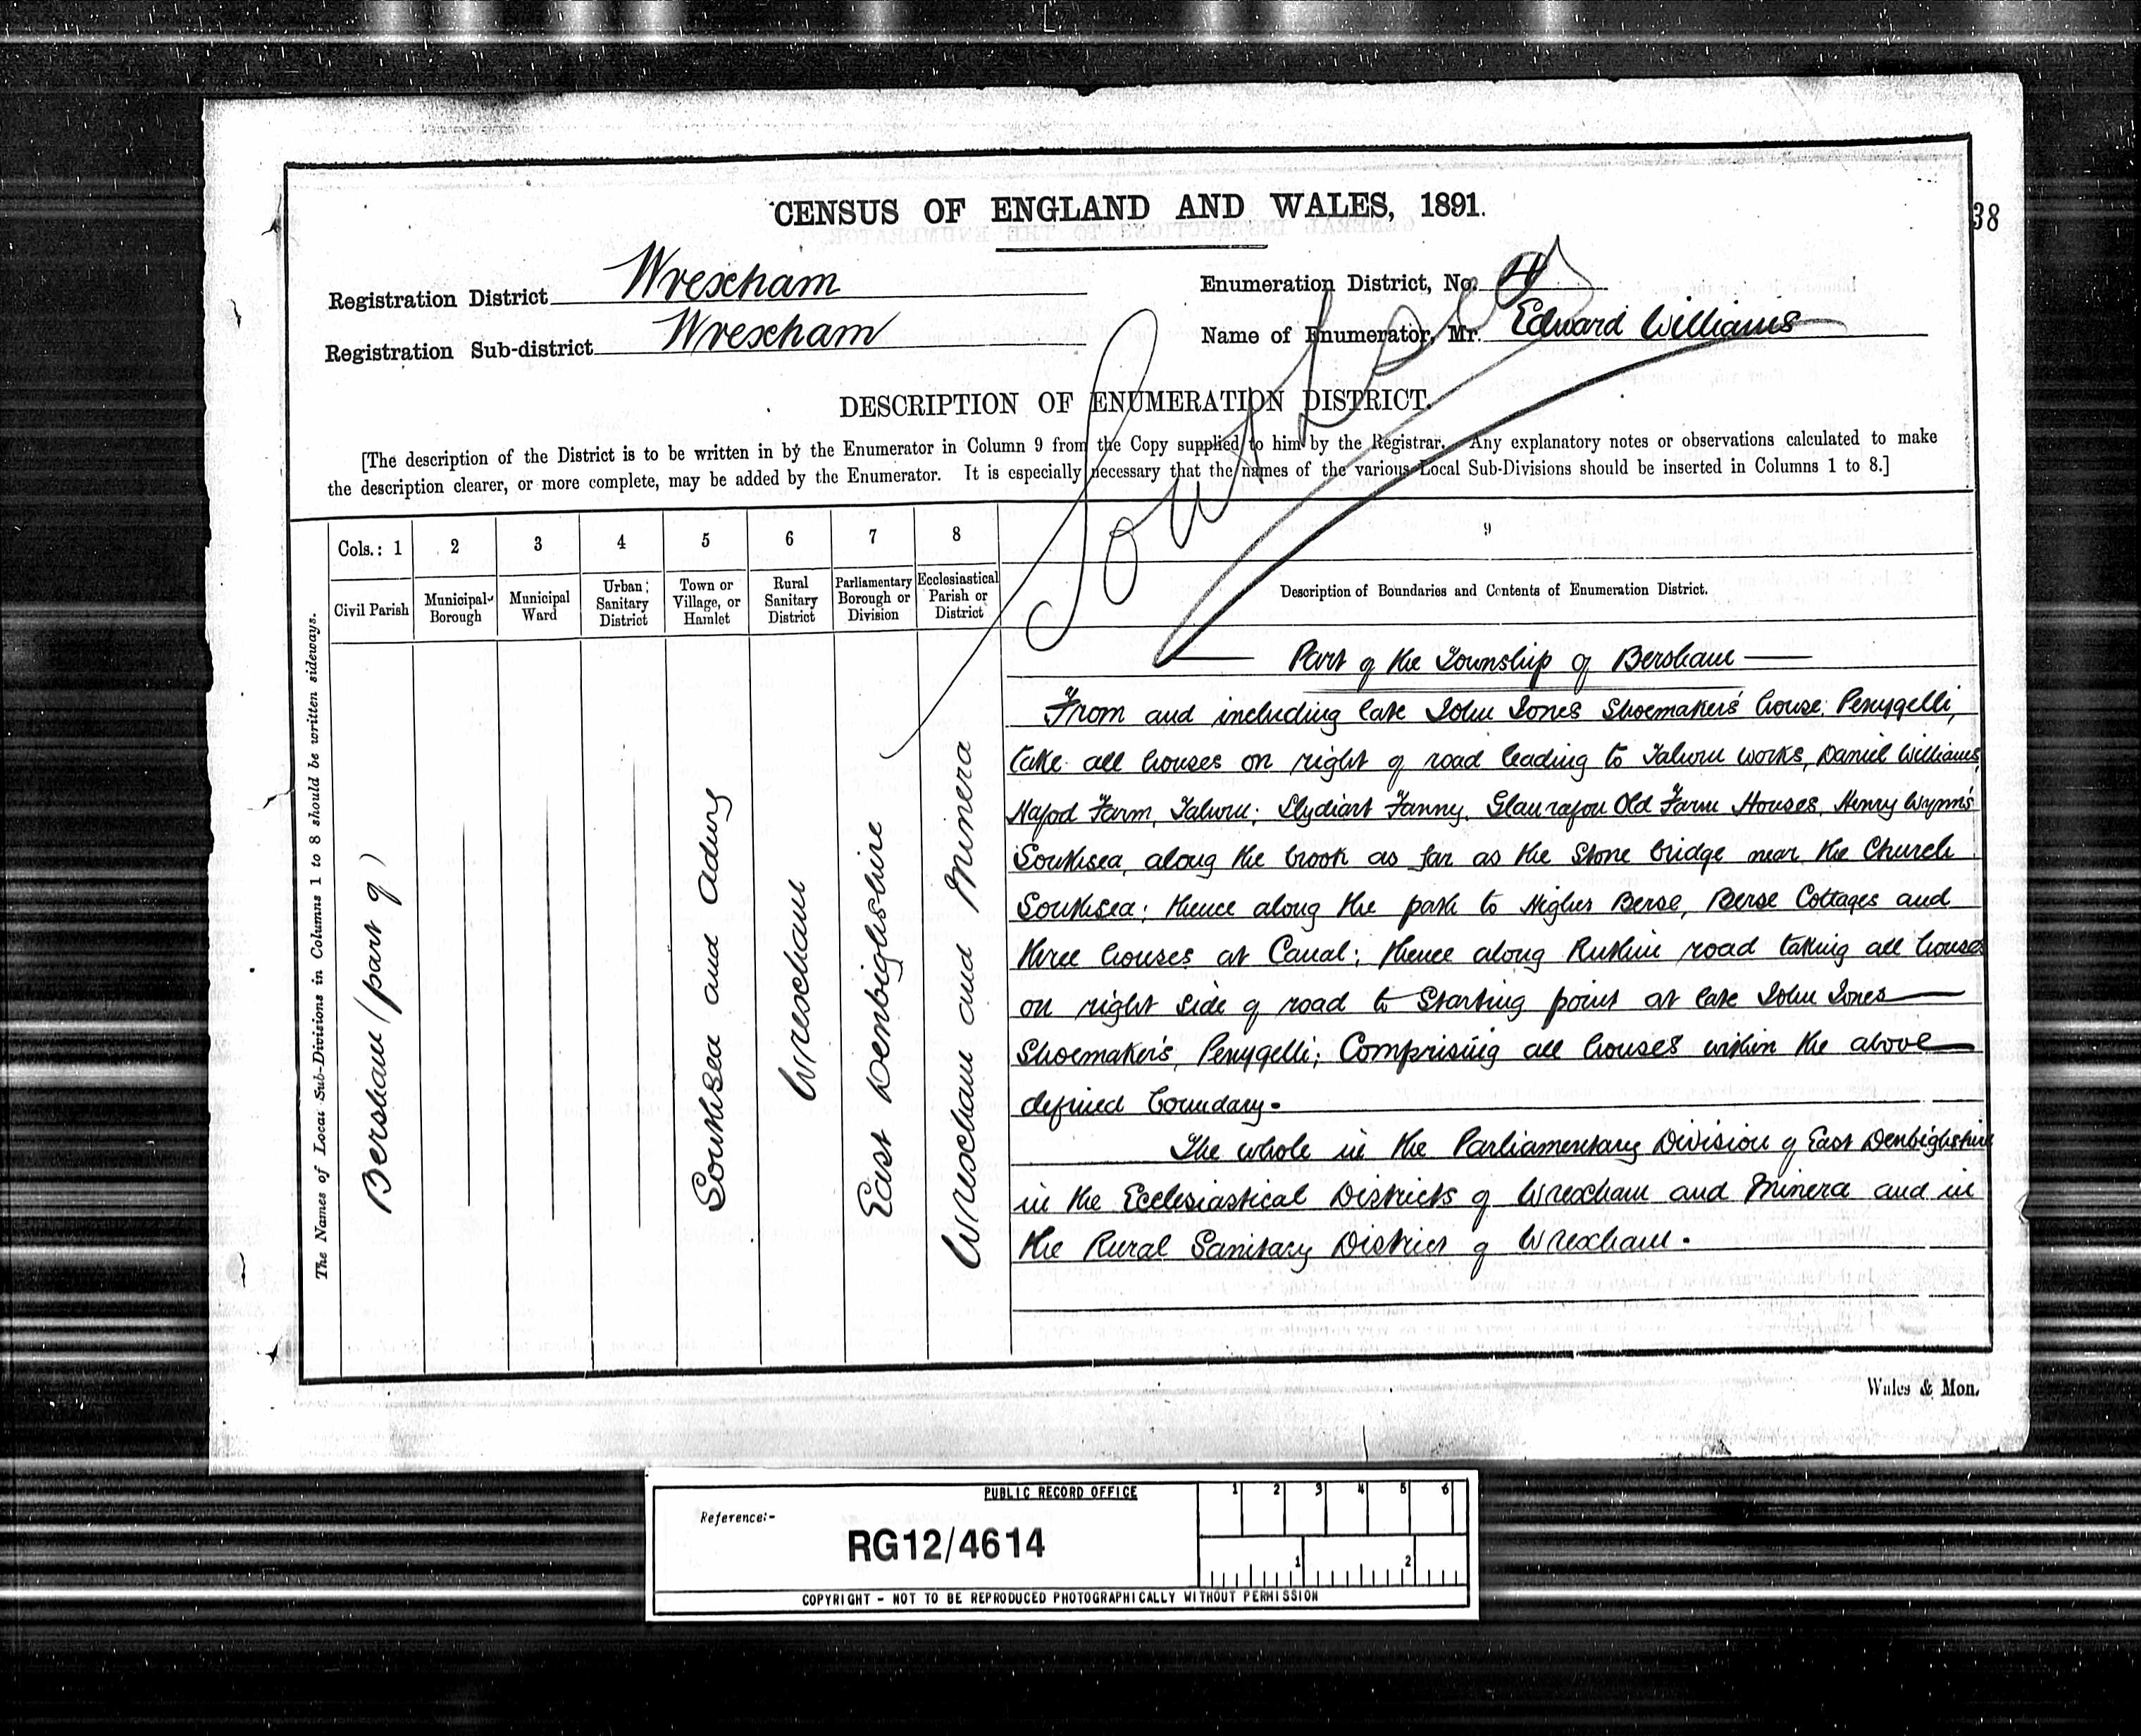 CENSUS OF ENGLAND AND WALES, 1891.
38
Registration District Wrexham
Enumeration District, No. 4
Registration Sub-district Wrexham
Name of Enumerator, Mr. Edward Williams
Southsea
DESCRIPTION OF ENUMERATION DISTRICT.
[The description of the District is to be written in by the Enumerator in Column 9 from the Copy supplied to him by the Registrar. Any explanatory notes or observations calculated to make
the description clearer, or more complete, may be added by the Enumerator. It is especially necessary that the names of the various Local Sub-Divisions should be inserted in Columns 1 to 8.]
The Names of Local Sub-Divisions in Columns 1 to 8 should be written sideways.
Cols.: 1 2 3 4 5 6 7 8 9
Civil Parish
Municipal Borough
Municipal Ward
Urban Sanitary District
Town or Village, or Hamlet
Rural Sanitary District
Parliamentary Borough or Division
Ecclesiastical Parish or District
Description of Boundaries and Contents of Enumeration District.
Bersham (part of)
Southsea and Adwy
Wrexham
East Denbighshire
Wrexham and Minera
Part of the Township of Bersham
From and including late John Jones Shoemaker's house, Penygelli,
take all houses on right of road leading to Talwrn works, Daniel Williams,
Hafod Farm, Talwrn; Llydiart Fanny, Glanrafon Old Farm Houses, Henry Wynn's
Southsea, along the brook as far as the Stone bridge near the Church
Southsea; thence along the path to Higher Berse, Berse Cottages and
three houses at Canal; thence along Ruthin road taking all houses
on right side of road to Starting point at late John Jones
Shoemaker's, Penygelli; Comprising all houses within the above
defined boundary.
The whole in the Parliamentary Division of East Denbighshire
in the Ecclesiastical Districts of Wrexham and Minera and in
the Rural Sanitary District of Wrexham.
Wales & Mon.
PUBLIC RECORD OFFICE
1 2 3 4 5 6
Reference:-
RG12/4614
1 2
COPYRIGHT - NOT TO BE REPRODUCED PHOTOGRAPHICALLY WITHOUT PERMISSION